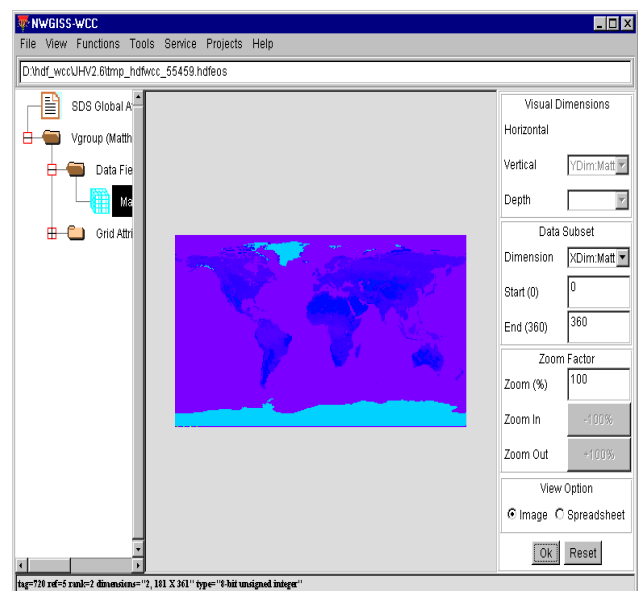 NWGISS-WCC
File View Functions Tools Service Projects Help
D:\hdf_wcc\JHV2.6\tmp_hdfwcc_55459.hdfeos
SDS Global A
Vgroup (Matth
Data Fie
Ma
Grid Attri
Visual Dimensions
Horizontal
Vertical YDim:Matt
Depth
Data Subset
Dimension XDim:Matt
Start (0) 0
End (360) 360
Zoom Factor
Zoom (%) 100
Zoom In -100%
Zoom Out +100%
View Option
Image Spreadsheet
Ok Reset
tag=720 ref=5 rank=2 dimensions="2, 181 X 361" type="8-bit unsigned integer"